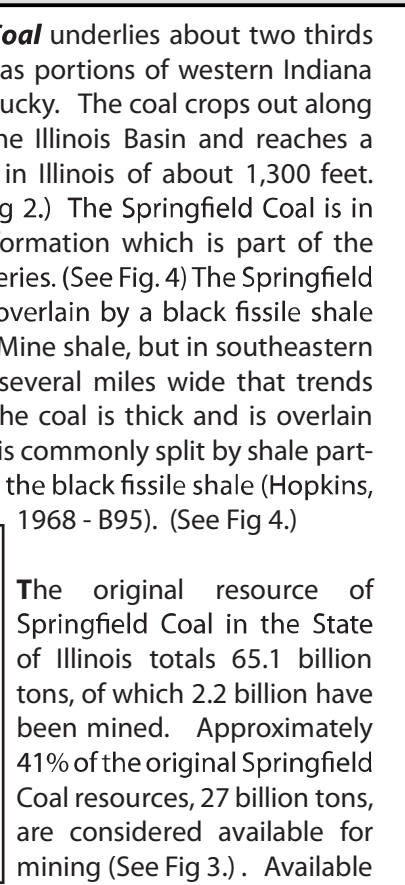 Coal underlies about two thirds
as portions of western Indiana
ucky. The coal crops out along
he Illinois Basin and reaches a
in Illinois of about 1,300 feet.
g 2.) The Springfield Coal is in
ormation which is part of the
eries. (See Fig. 4) The Springfield
overlain by a black fissile shale
Mine shale, but in southeastern
several miles wide that trends
he coal is thick and is overlain
is commonly split by shale part-
the black fissile shale (Hopkins,
1968 - B95). (See Fig 4.)
The original resource of
Springfield Coal in the State
of Illinois totals 65.1 billion
tons, of which 2.2 billion have
been mined. Approximately
41% of the original Springfield
Coal resources, 27 billion tons,
are considered available for
mining (See Fig 3.) . Available